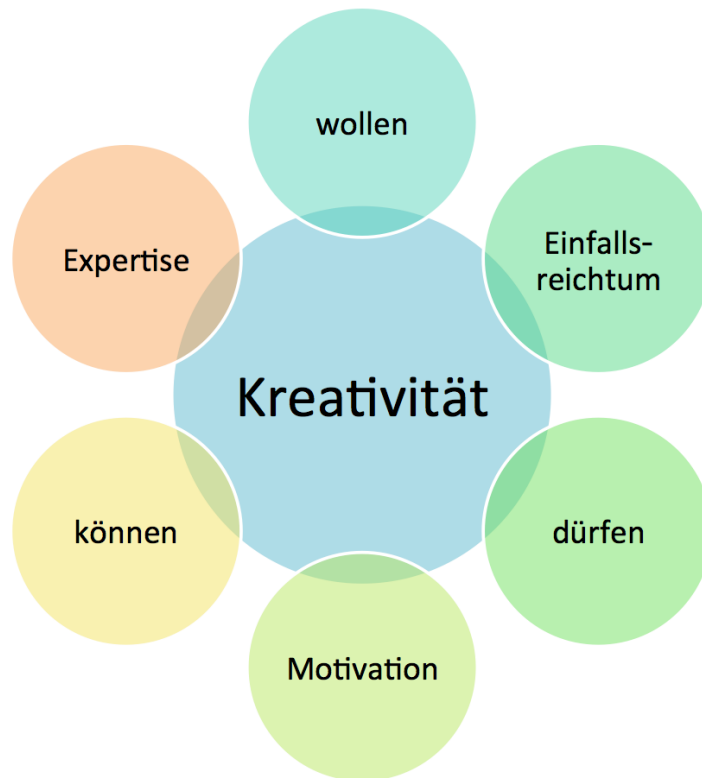 wollen
Einfalls-
reichtum
Expertise
Kreativität
können
dürfen
Motivation